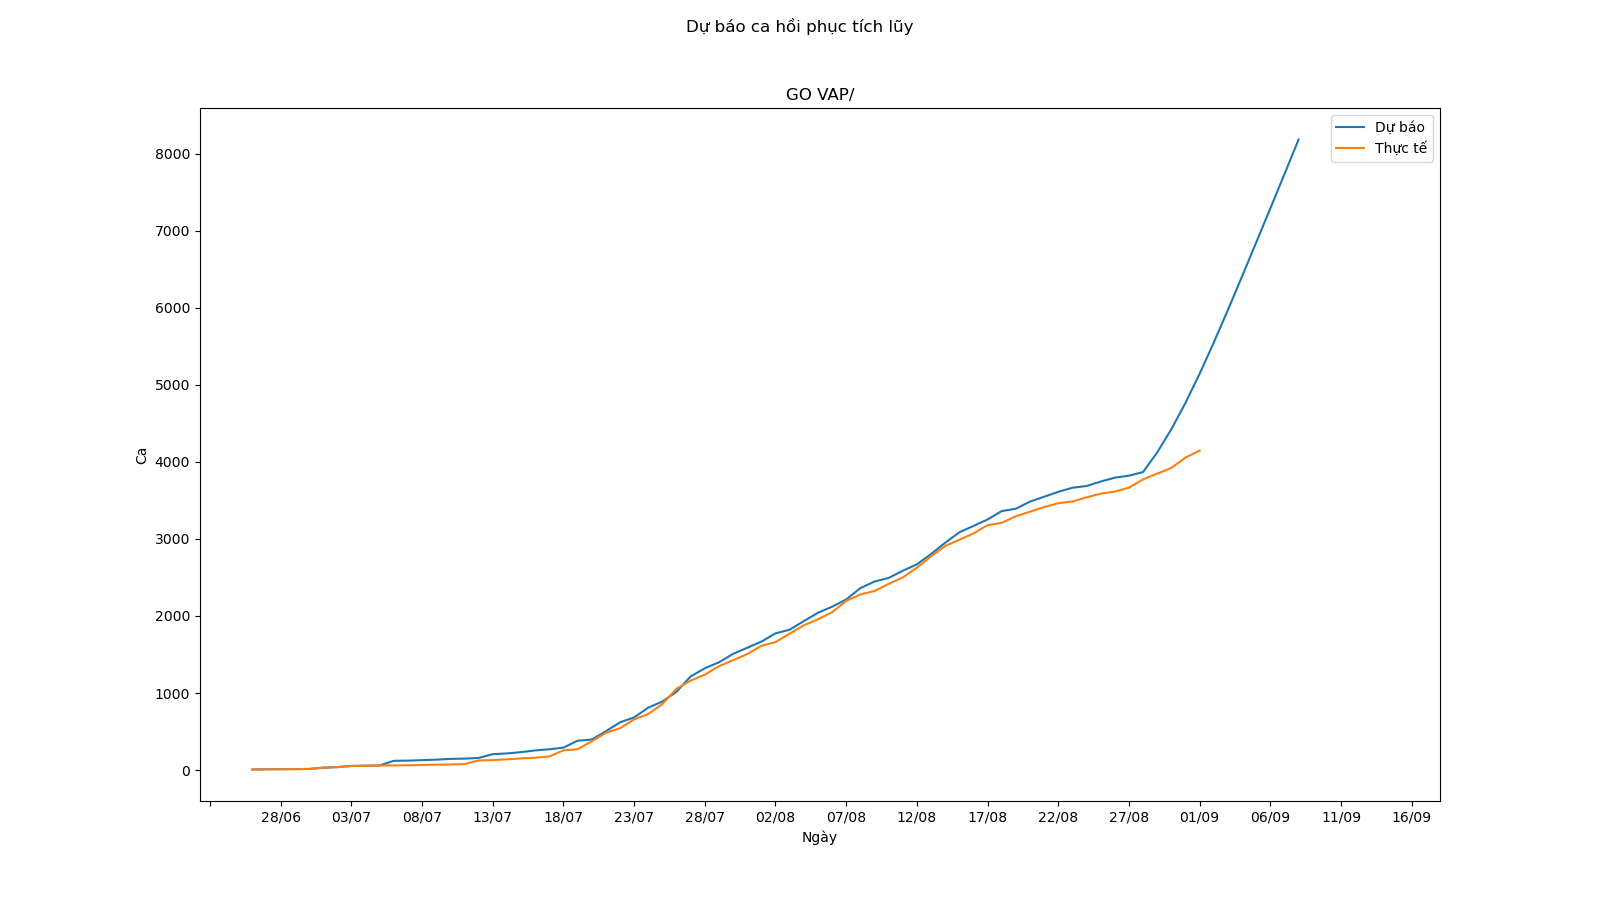 Dự báo ca hồi phục tích lũy
GO VAP/
Dự báo
Thực tế
8000
7000
6000
5000
4000
3000
2000
1000
0
Ca
28/06 03/07 08/07 13/07 18/07 23/07 28/07 02/08 07/08 12/08 17/08 22/08 27/08 01/09 06/09 11/09 16/09
Ngày